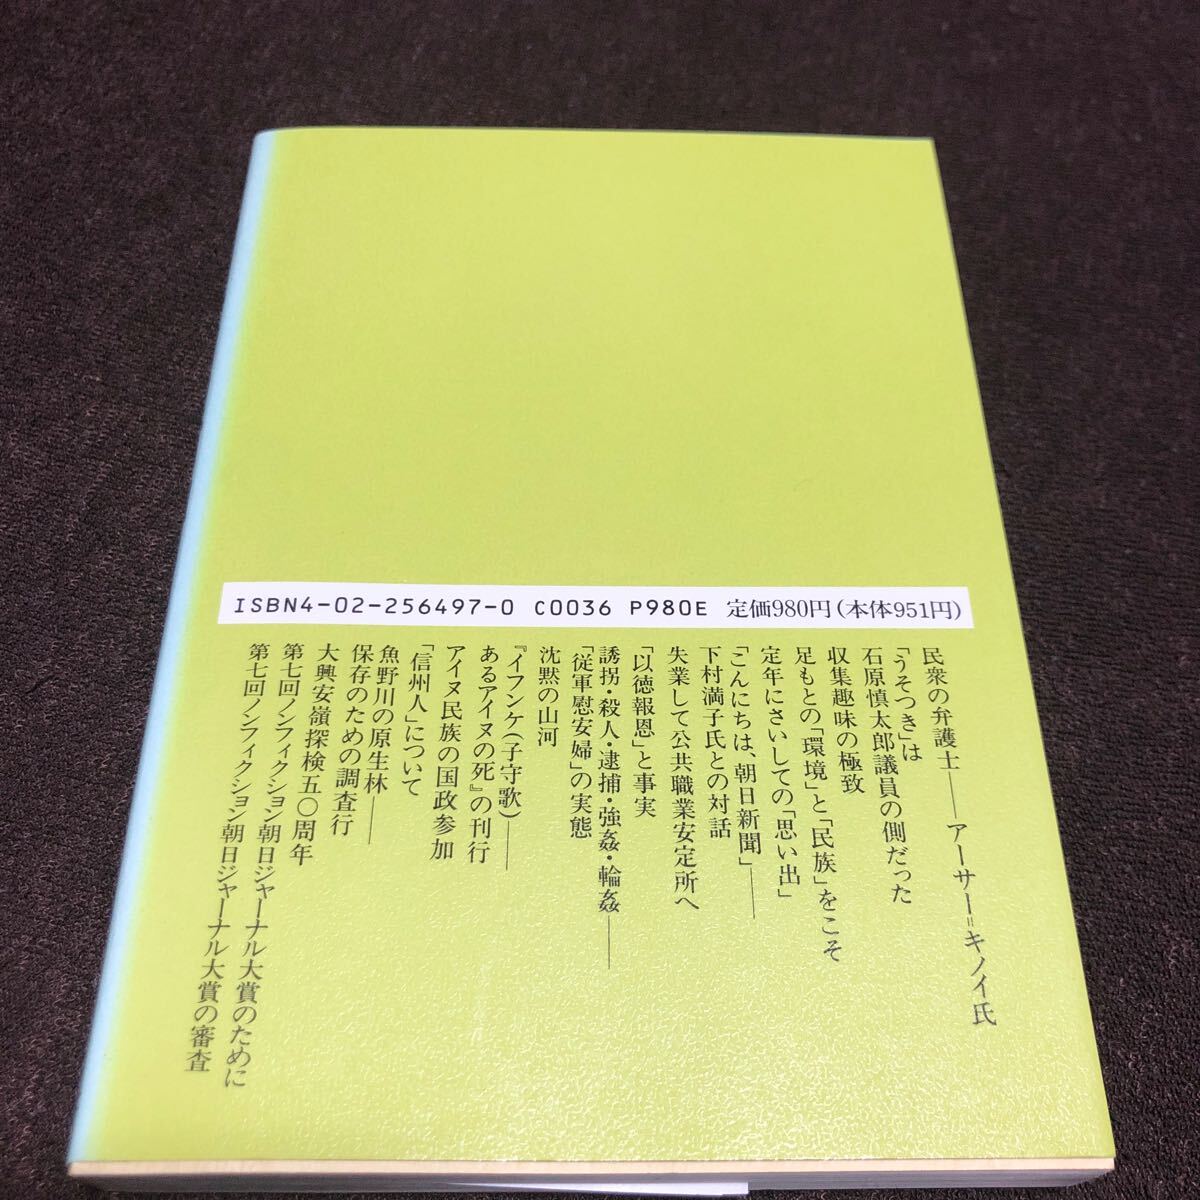 ISBN4-02-256497-0 C0036 P980E 定価980円(本体951円)
民衆の弁護士——アーサー=キノイ氏
「うそつき」は
石原慎太郎議員の側だった
収集趣味の極致
足もとの「環境」と「民族」をこそ
定年にさいしての「思い出」
「こんにちは、朝日新聞」——
下村満子氏との対話
失業して公共職業安定所へ
「以徳報恩」と事実
誘拐・殺人・逮捕・強姦・輪姦——
「従軍慰安婦」の実態
沈黙の山河
『イフンケ(子守歌)——
あるアイヌの死』の刊行
アイヌ民族の国政参加
「信州人」について
魚野川の原生林——
保存のための調査行
大興安嶺探検五〇周年
第七回ノンフィクション朝日ジャーナル大賞のために
第七回ノンフィクション朝日ジャーナル大賞の審査